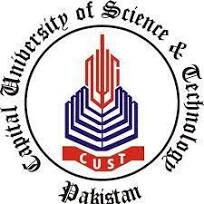 Capital University of Science & Technology
CUST
Pakistan